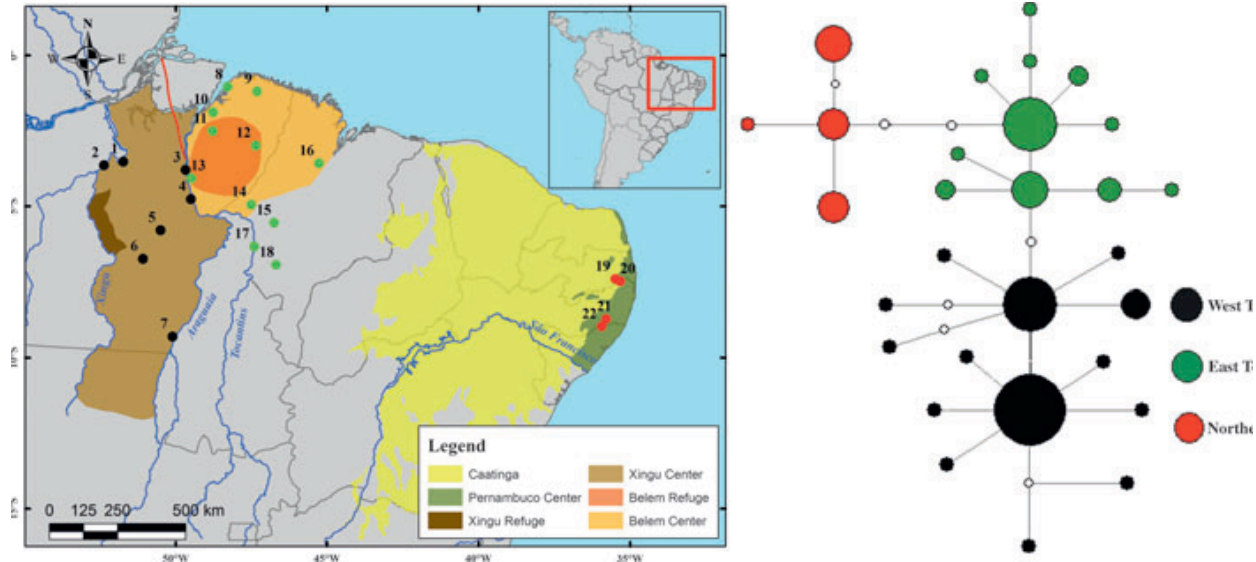 N
W
E
S
8
9
10
11
12
16
2
1
3
13
4
14
5
15
6
17
18
7
19
20
21
22
Xingu
Araguaia
Tocantins
São Francisco
Legend
Caatinga
Pernambuco Center
Xingu Refuge
Xingu Center
Belem Refuge
Belem Center
0 125 250 500 km
50°W
45°W
40°W
35°W
West T
East T
Northe